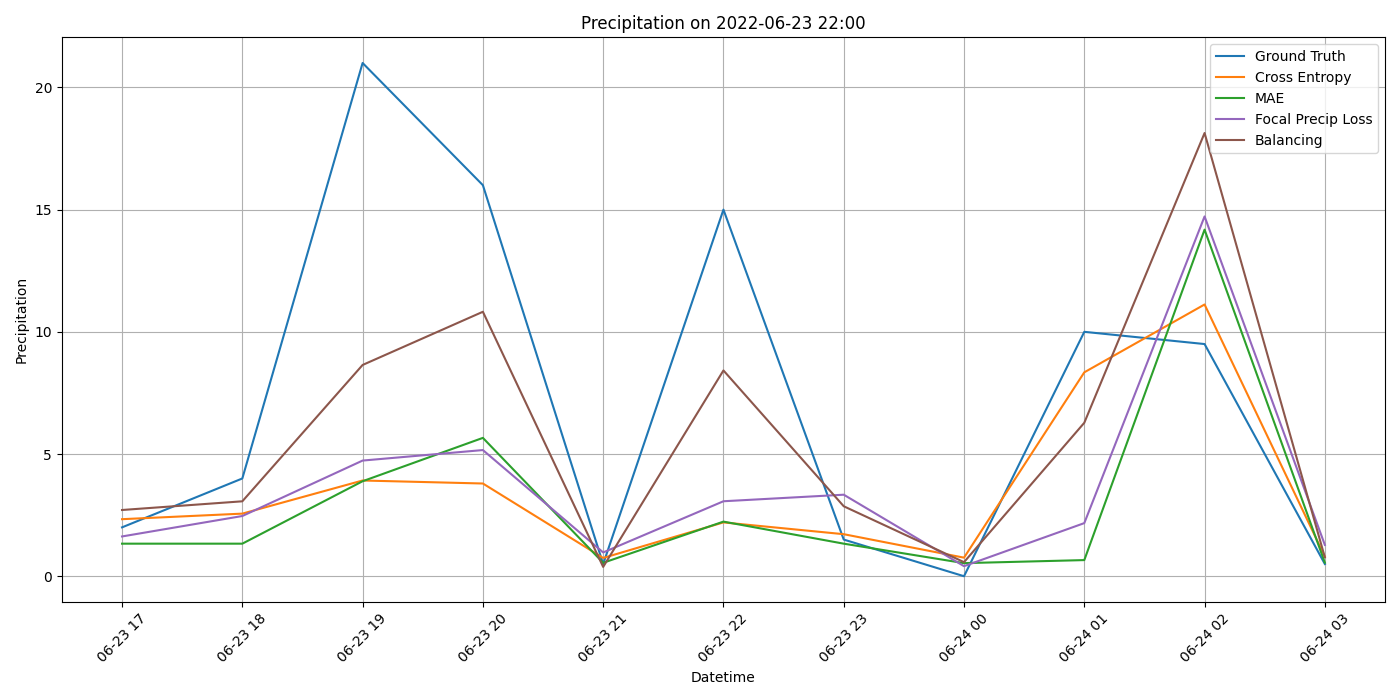 Precipitation on 2022-06-23 22:00
Ground Truth
Cross Entropy
MAE
Focal Precip Loss
Balancing
Precipitation
20
15
10
5
0
06-23 17
06-23 18
06-23 19
06-23 20
06-23 21
06-23 22
06-23 23
06-24 00
06-24 01
06-24 02
06-24 03
Datetime